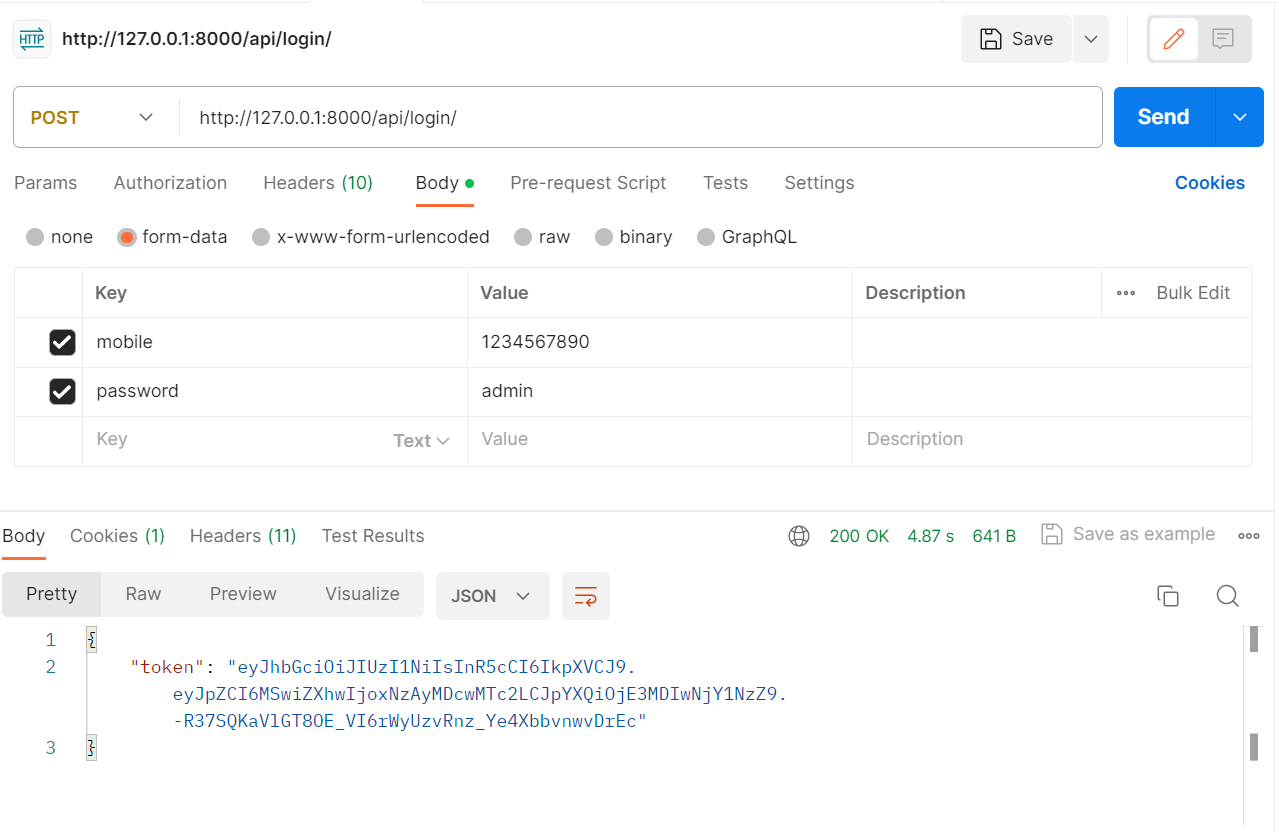 HTTP http://127.0.0.1:8000/api/login/ Save
POST http://127.0.0.1:8000/api/login/ Send
Params Authorization Headers (10) Body Pre-request Script Tests Settings Cookies
none form-data x-www-form-urlencoded raw binary GraphQL
Key Value Description Bulk Edit
mobile 1234567890
password admin
Key Text Value Description
Body Cookies (1) Headers (11) Test Results 200 OK 4.87 s 641 B Save as example
Pretty Raw Preview Visualize JSON
1 {
2 "token": "eyJhbGciOiJIUzI1NiIsInR5cCI6IkpXVCJ9.
eyJpZCI6MSwiZXhwIjoxNzAyMDcwMTc2LCJpYXQiOjE3MDIwNjY1NzZ9.
-R37SQKaVlGT8OE_VI6rWyUzvRnz_Ye4XbbvnwvDrEc"
3 }